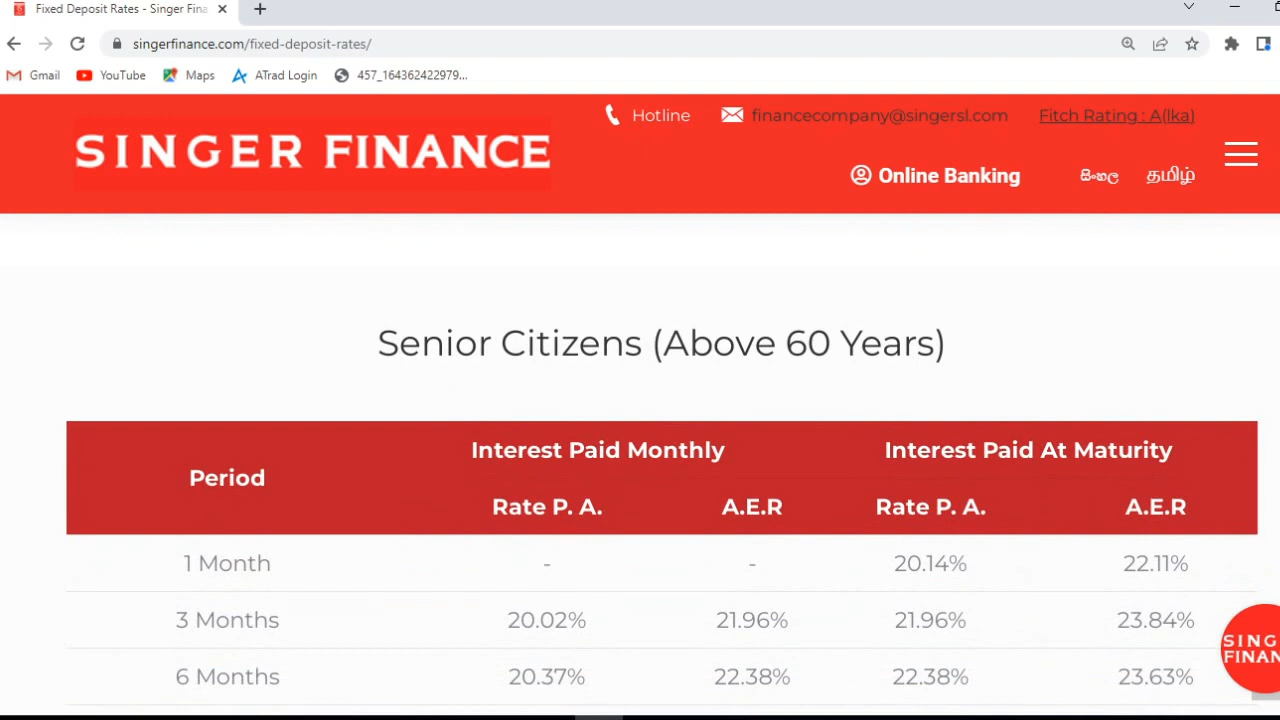 Fixed Deposit Rates - Singer Fina
singerfinance.com/fixed-deposit-rates/
Gmail YouTube Maps ATrad Login 457_164362422979...
Hotline financecompany@singersl.com Fitch Rating : A(lka)
SINGER FINANCE
Online Banking සිංහල தமிழ்
Senior Citizens (Above 60 Years)
Period Interest Paid Monthly Interest Paid At Maturity
Rate P. A. A.E.R Rate P. A. A.E.R
1 Month - - 20.14% 22.11%
3 Months 20.02% 21.96% 21.96% 23.84%
6 Months 20.37% 22.38% 22.38% 23.63%
SING
FINAN